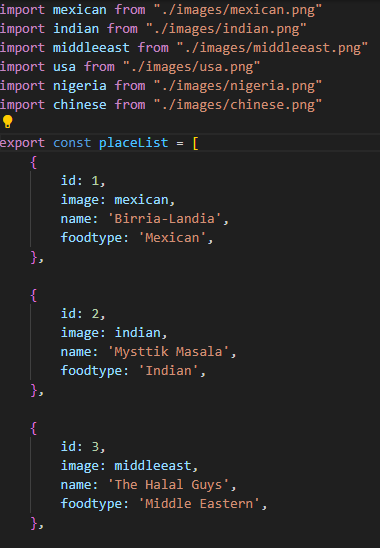 import mexican from "./images/mexican.png"
import indian from "./images/indian.png"
import middleeast from "./images/middleeast.png"
import usa from "./images/usa.png"
import nigeria from "./images/nigeria.png"
import chinese from "./images/chinese.png"
export const placeList = [
{
id: 1,
image: mexican,
name: 'Birria-Landia',
foodtype: 'Mexican',
},
{
id: 2,
image: indian,
name: 'Mysttik Masala',
foodtype: 'Indian',
},
{
id: 3,
image: middleeast,
name: 'The Halal Guys',
foodtype: 'Middle Eastern',
},